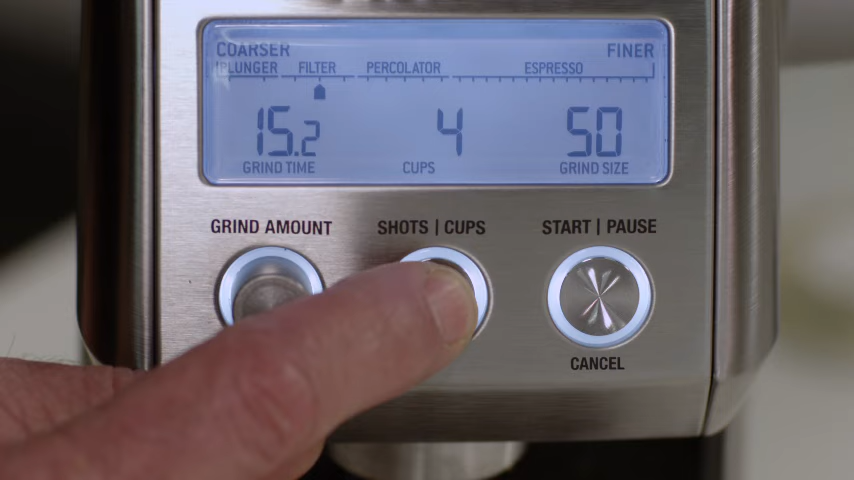 COARSER FINER
PLUNGER FILTER PERCOLATOR ESPRESSO
15.2 4 50
GRIND TIME CUPS GRIND SIZE
GRIND AMOUNT SHOTS | CUPS START | PAUSE
CANCEL